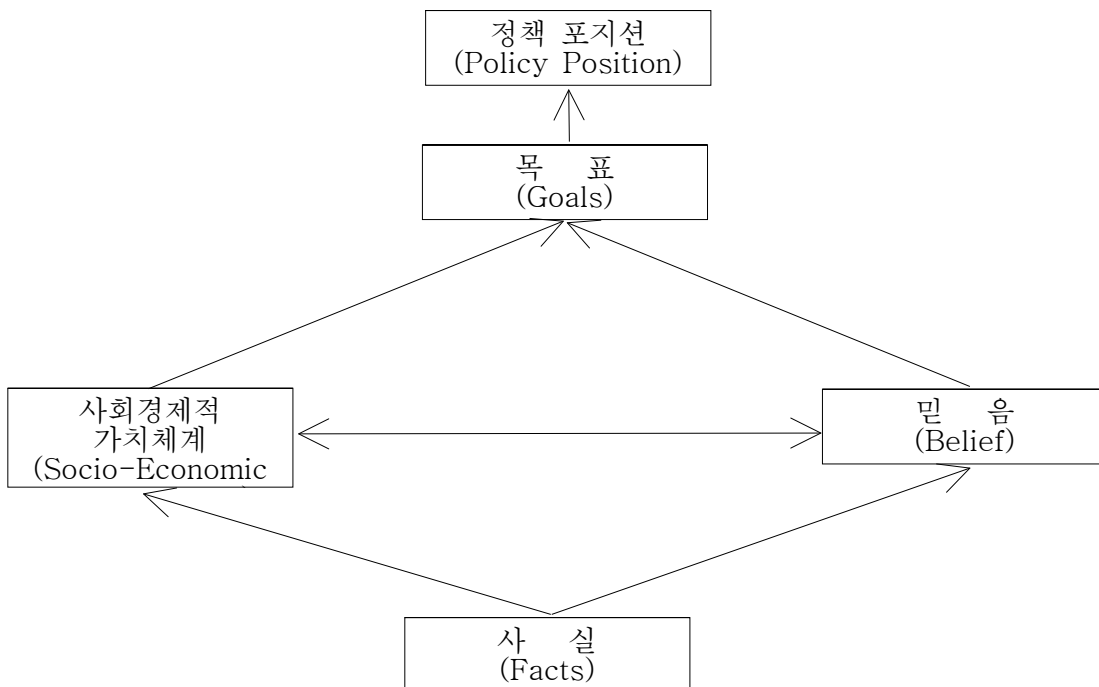 정책 포지션
(Policy Position)
목 표
(Goals)
사회경제적
가치체계
(Socio-Economic
믿 음
(Belief)
사 실
(Facts)